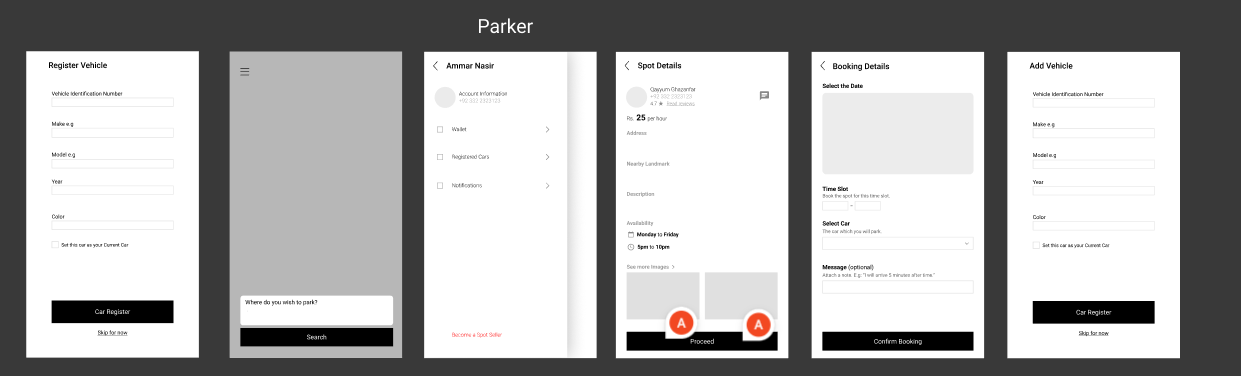 Parker
Register Vehicle
Vehicle Identification Number
Make e.g
Model e.g
Year
Color
Set this car as your Current Car
Car Register
Skip for now
Where do you wish to park?
Search
Ammar Nasir
Account Information
+92 333 2323123
Wallet
Registered Cars
Notifications
Become a Spot Seller
Spot Details
Qayyum Ghazanfar
+92 332 2323123
4.7 ★ Read reviews
Rs. 25 per hour
Address
Nearby Landmark
Description
Availability
Monday to Friday
5pm to 10pm
See more images >
A
A
Proceed
Booking Details
Select the Date
Time Slot
Book the spot for this time slot.
-
Select Car
The car which you will park.
Message (optional)
Attach a note. E.g. "I will arrive 5 minutes after time."
Confirm Booking
Add Vehicle
Vehicle Identification Number
Make e.g
Model e.g
Year
Color
Set this car as your Current Car
Car Register
Skip for now